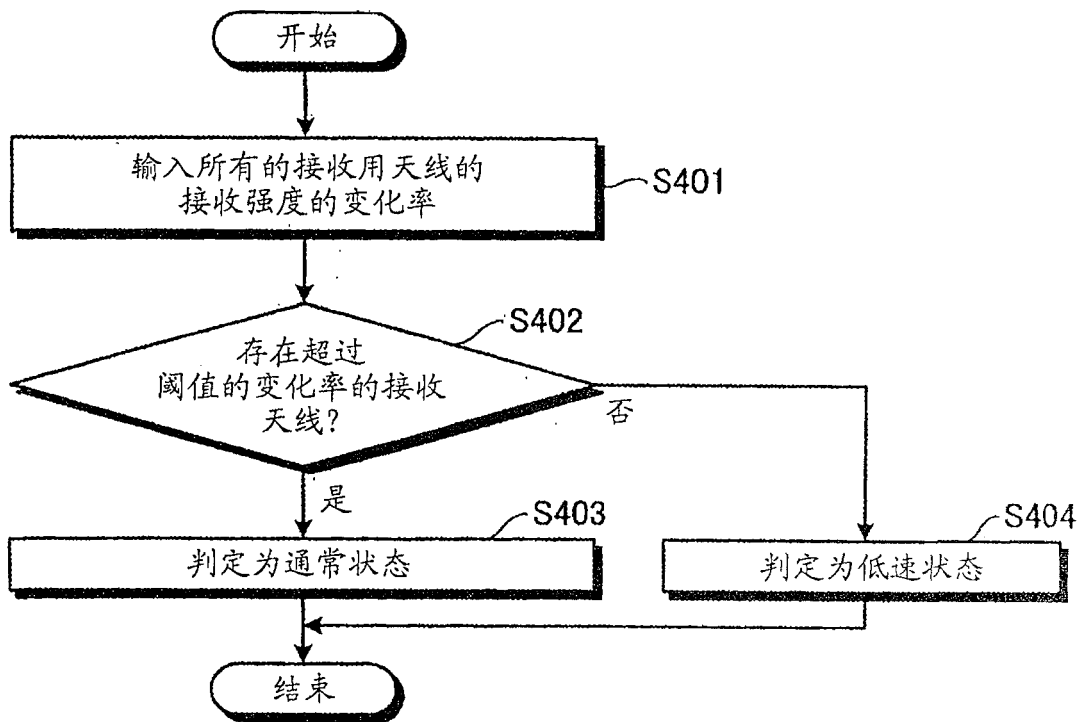 开始
输入所有的接收用天线的
接收强度的变化率
S401
S402
存在超过
阈值的变化率的接收
天线?
否
是
S403
判定为通常状态
S404
判定为低速状态
结束